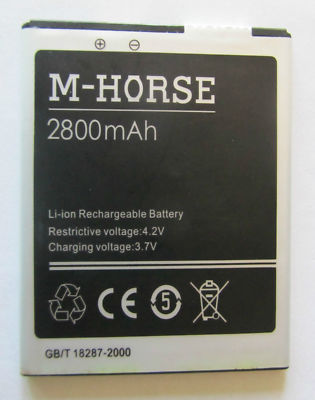 ⊕ ⊖
M-HORSE
2800mAh
Li-ion Rechargeable Battery
Restrictive voltage:4.2V
Charging voltage:3.7V
CE 5
GB/T 18287-2000